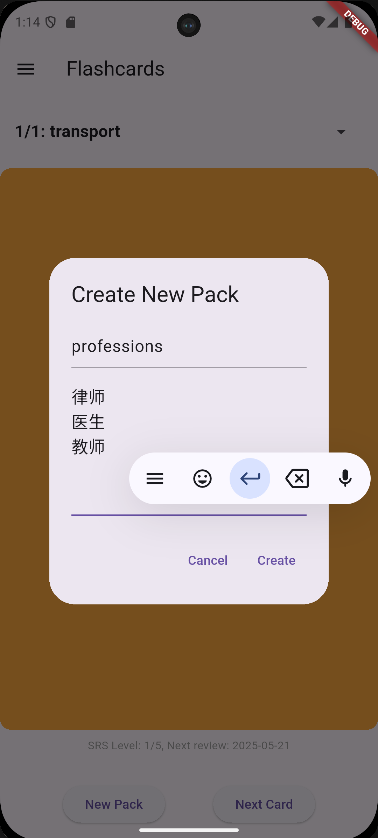 1:14
DEBUG
Flashcards
1/1: transport
Create New Pack
professions
律师
医生
教师
Cancel
Create
SRS Level: 1/5, Next review: 2025-05-21
New Pack
Next Card